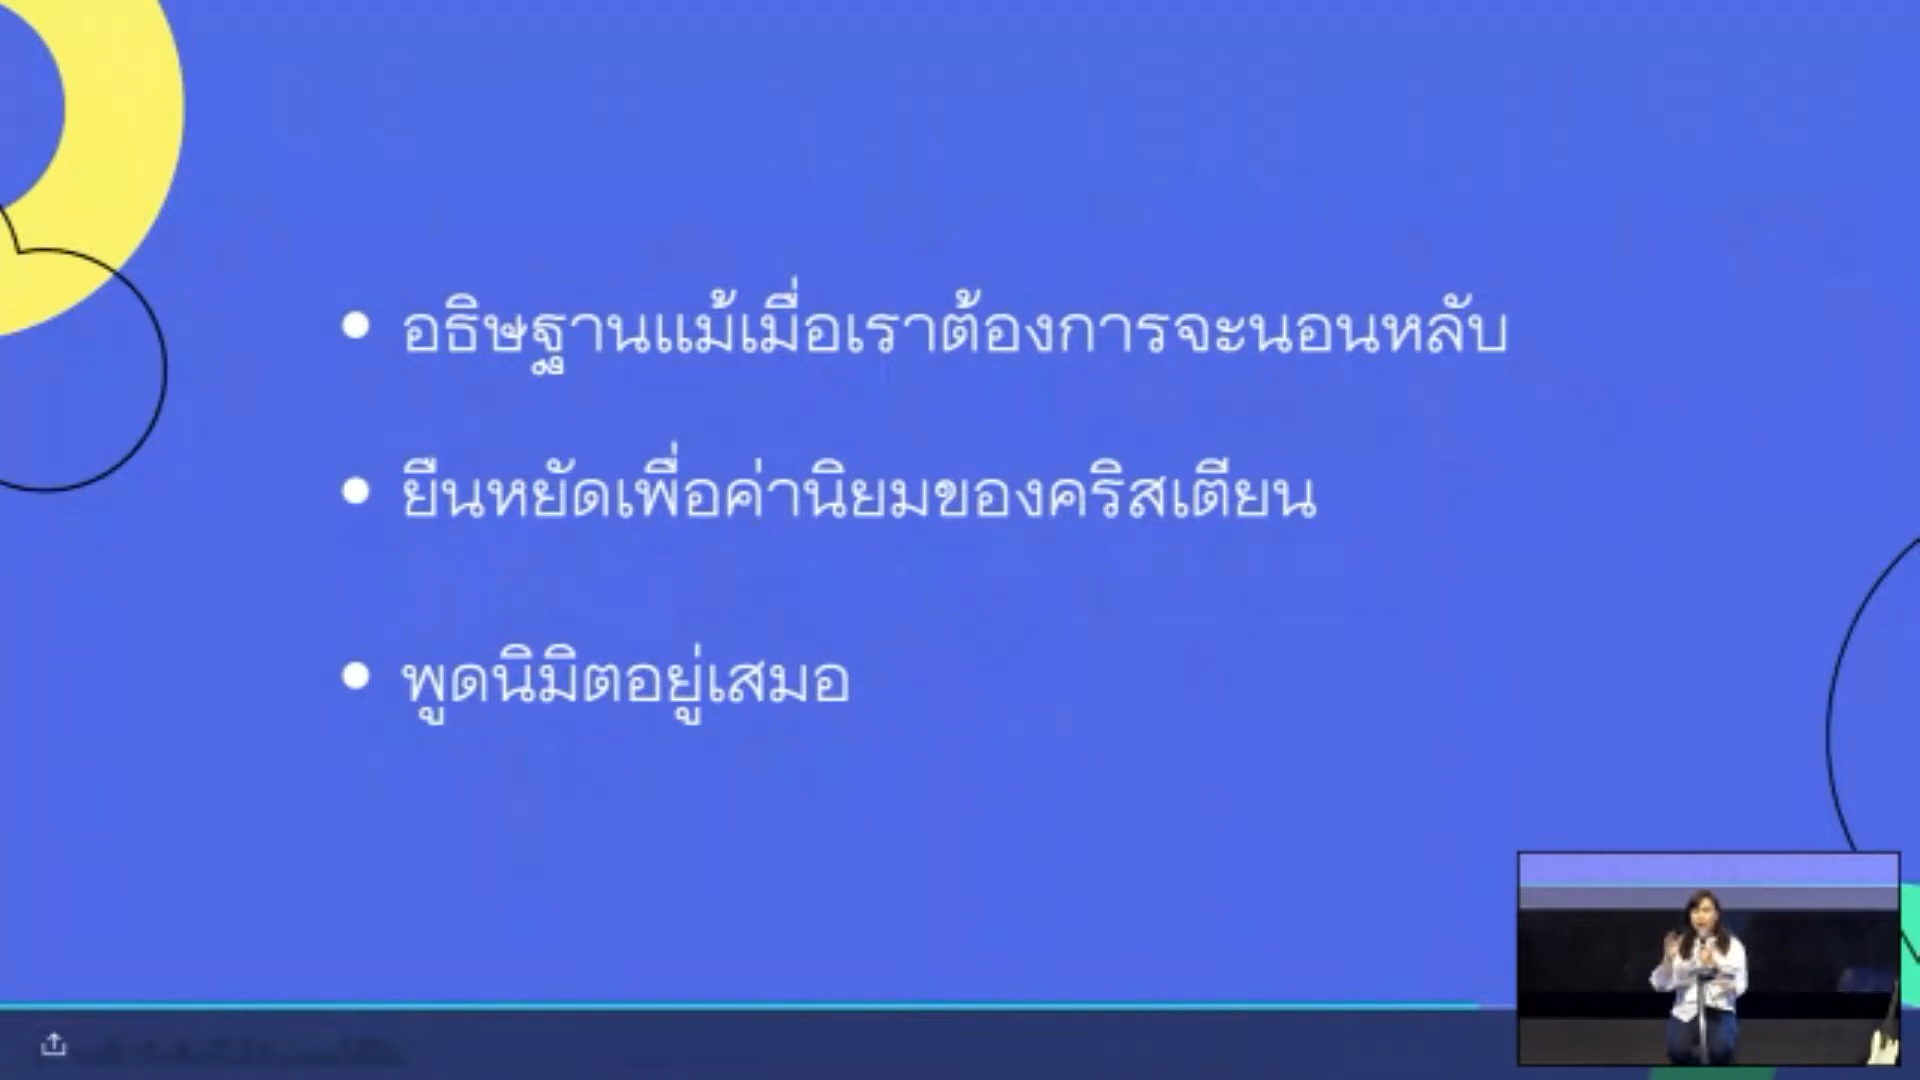 • อธิษฐานแม้เมื่อเราต้องการจะนอนหลับ
• ยืนหยัดเพื่อค่านิยมของคริสเตียน
• พูดนิมิตอยู่เสมอ